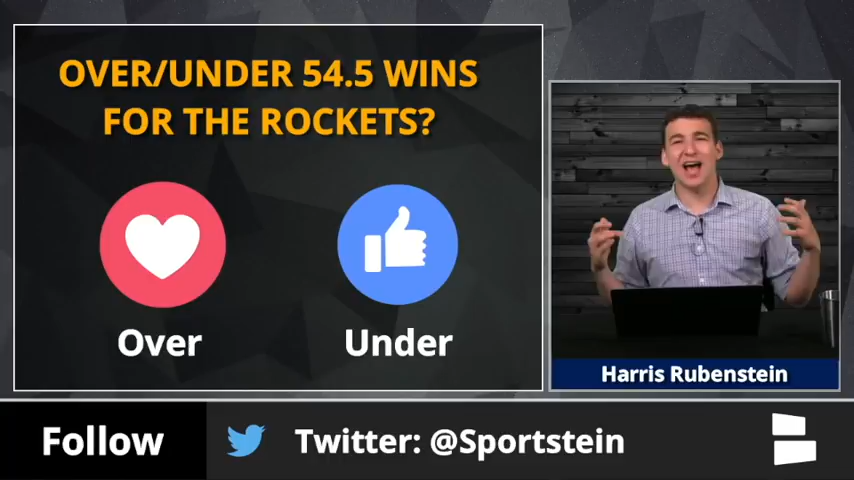 OVER/UNDER 54.5 WINS
FOR THE ROCKETS?
Over
Under
Harris Rubenstein
Follow
Twitter: @Sportstein